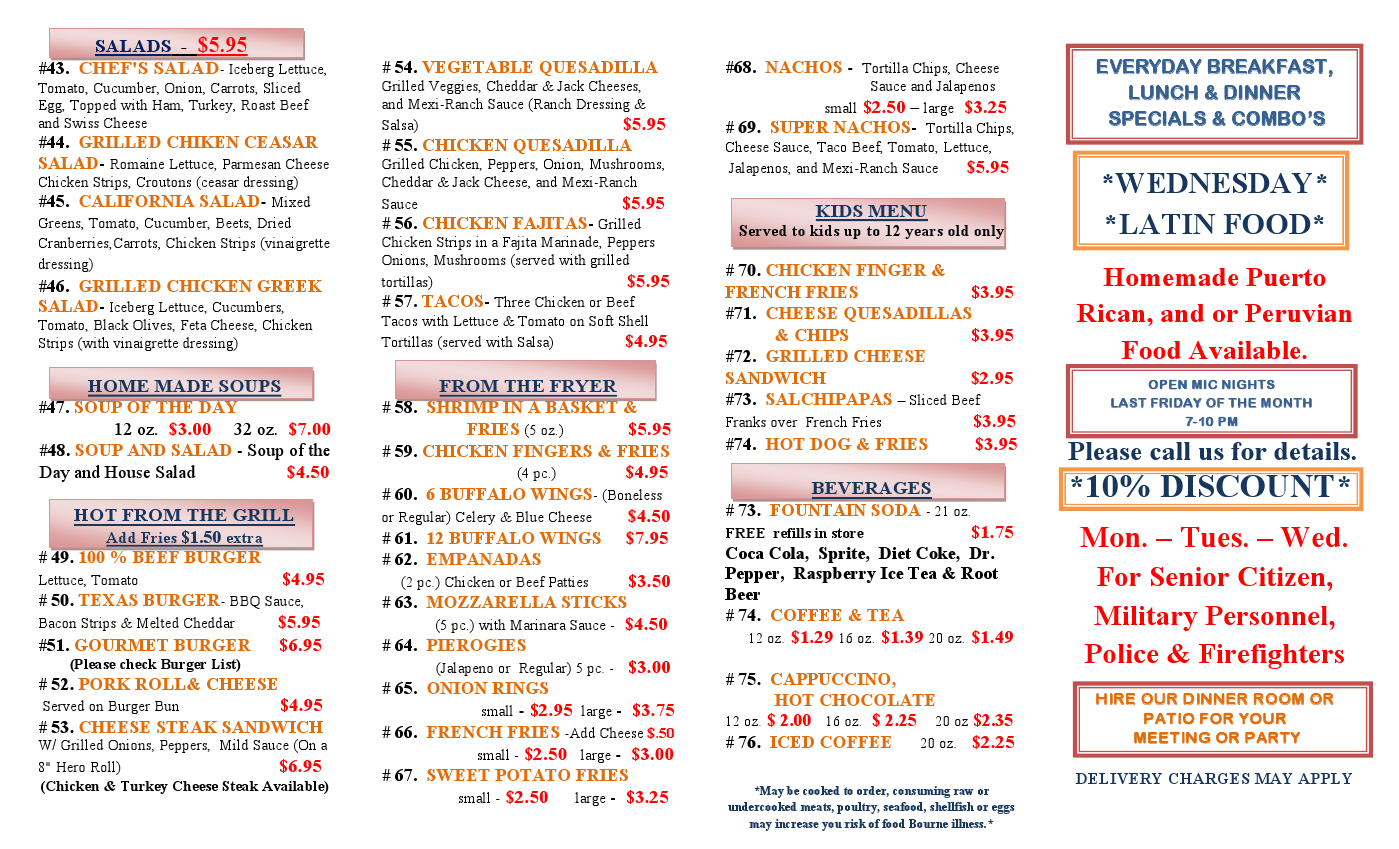 SALADS - $5.95
#43. CHEF'S SALAD- Iceberg Lettuce,
Tomato, Cucumber, Onion, Carrots, Sliced
Egg, Topped with Ham, Turkey, Roast Beef
and Swiss Cheese
#44. GRILLED CHIKEN CEASAR
SALAD- Romaine Lettuce, Parmesan Cheese
Chicken Strips, Croutons (ceasar dressing)
#45. CALIFORNIA SALAD- Mixed
Greens, Tomato, Cucumber, Beets, Dried
Cranberries,Carrots, Chicken Strips (vinaigrette
dressing)
#46. GRILLED CHICKEN GREEK
SALAD- Iceberg Lettuce, Cucumbers,
Tomato, Black Olives, Feta Cheese, Chicken
Strips (with vinaigrette dressing)
HOME MADE SOUPS
#47. SOUP OF THE DAY
12 oz. $3.00 32 oz. $7.00
#48. SOUP AND SALAD - Soup of the
Day and House Salad $4.50
HOT FROM THE GRILL
Add Fries $1.50 extra
# 49. 100 % BEEF BURGER
Lettuce, Tomato $4.95
# 50. TEXAS BURGER- BBQ Sauce,
Bacon Strips & Melted Cheddar $5.95
#51. GOURMET BURGER $6.95
(Please check Burger List)
# 52. PORK ROLL& CHEESE
Served on Burger Bun $4.95
# 53. CHEESE STEAK SANDWICH
W/ Grilled Onions, Peppers, Mild Sauce (On a
8" Hero Roll) $6.95
(Chicken & Turkey Cheese Steak Available)
# 54. VEGETABLE QUESADILLA
Grilled Veggies, Cheddar & Jack Cheeses,
and Mexi-Ranch Sauce (Ranch Dressing &
Salsa) $5.95
# 55. CHICKEN QUESADILLA
Grilled Chicken, Peppers, Onion, Mushrooms,
Cheddar & Jack Cheese, and Mexi-Ranch
Sauce $5.95
# 56. CHICKEN FAJITAS- Grilled
Chicken Strips in a Fajita Marinade, Peppers
Onions, Mushrooms (served with grilled
tortillas) $5.95
# 57. TACOS- Three Chicken or Beef
Tacos with Lettuce & Tomato on Soft Shell
Tortillas (served with Salsa) $4.95
FROM THE FRYER
# 58. SHRIMP IN A BASKET &
FRIES (5 oz.) $5.95
# 59. CHICKEN FINGERS & FRIES
(4 pc.) $4.95
# 60. 6 BUFFALO WINGS- (Boneless
or Regular) Celery & Blue Cheese $4.50
# 61. 12 BUFFALO WINGS $7.95
# 62. EMPANADAS
(2 pc.) Chicken or Beef Patties $3.50
# 63. MOZZARELLA STICKS
(5 pc.) with Marinara Sauce - $4.50
# 64. PIEROGIES
(Jalapeno or Regular) 5 pc. - $3.00
# 65. ONION RINGS
small - $2.95 large - $3.75
# 66. FRENCH FRIES -Add Cheese $.50
small - $2.50 large - $3.00
# 67. SWEET POTATO FRIES
small - $2.50 large - $3.25
#68. NACHOS - Tortilla Chips, Cheese
Sauce and Jalapenos
small $2.50 – large $3.25
# 69. SUPER NACHOS- Tortilla Chips,
Cheese Sauce, Taco Beef, Tomato, Lettuce,
Jalapenos, and Mexi-Ranch Sauce $5.95
KIDS MENU
Served to kids up to 12 years old only
# 70. CHICKEN FINGER &
FRENCH FRIES $3.95
#71. CHEESE QUESADILLAS
& CHIPS $3.95
#72. GRILLED CHEESE
SANDWICH $2.95
#73. SALCHIPAPAS – Sliced Beef
Franks over French Fries $3.95
#74. HOT DOG & FRIES $3.95
BEVERAGES
# 73. FOUNTAIN SODA - 21 oz.
FREE refills in store $1.75
Coca Cola, Sprite, Diet Coke, Dr.
Pepper, Raspberry Ice Tea & Root
Beer
# 74. COFFEE & TEA
12 oz. $1.29 16 oz. $1.39 20 oz. $1.49
# 75. CAPPUCCINO,
HOT CHOCOLATE
12 oz. $ 2.00 16 oz. $ 2.25 20 oz $2.35
# 76. ICED COFFEE 20 oz. $2.25
*May be cooked to order, consuming raw or
undercooked meats, poultry, seafood, shellfish or eggs
may increase you risk of food Bourne illness.*
EVERYDAY BREAKFAST,
LUNCH & DINNER
SPECIALS & COMBO'S
*WEDNESDAY*
*LATIN FOOD*
Homemade Puerto
Rican, and or Peruvian
Food Available.
OPEN MIC NIGHTS
LAST FRIDAY OF THE MONTH
7-10 PM
Please call us for details.
*10% DISCOUNT*
Mon. – Tues. – Wed.
For Senior Citizen,
Military Personnel,
Police & Firefighters
HIRE OUR DINNER ROOM OR
PATIO FOR YOUR
MEETING OR PARTY
DELIVERY CHARGES MAY APPLY